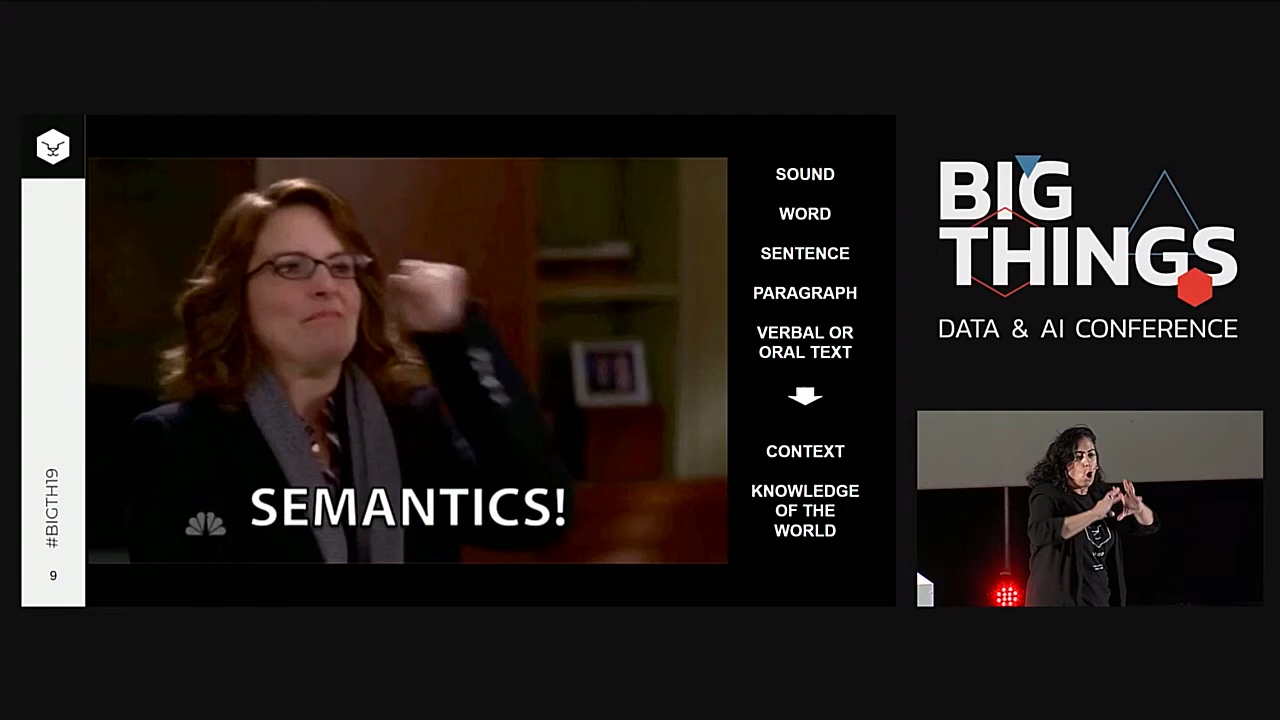 #BIGTH19
9
SEMANTICS!
SOUND
WORD
SENTENCE
PARAGRAPH
VERBAL OR
ORAL TEXT
CONTEXT
KNOWLEDGE
OF THE
WORLD
BIG
THINGS
DATA & AI CONFERENCE